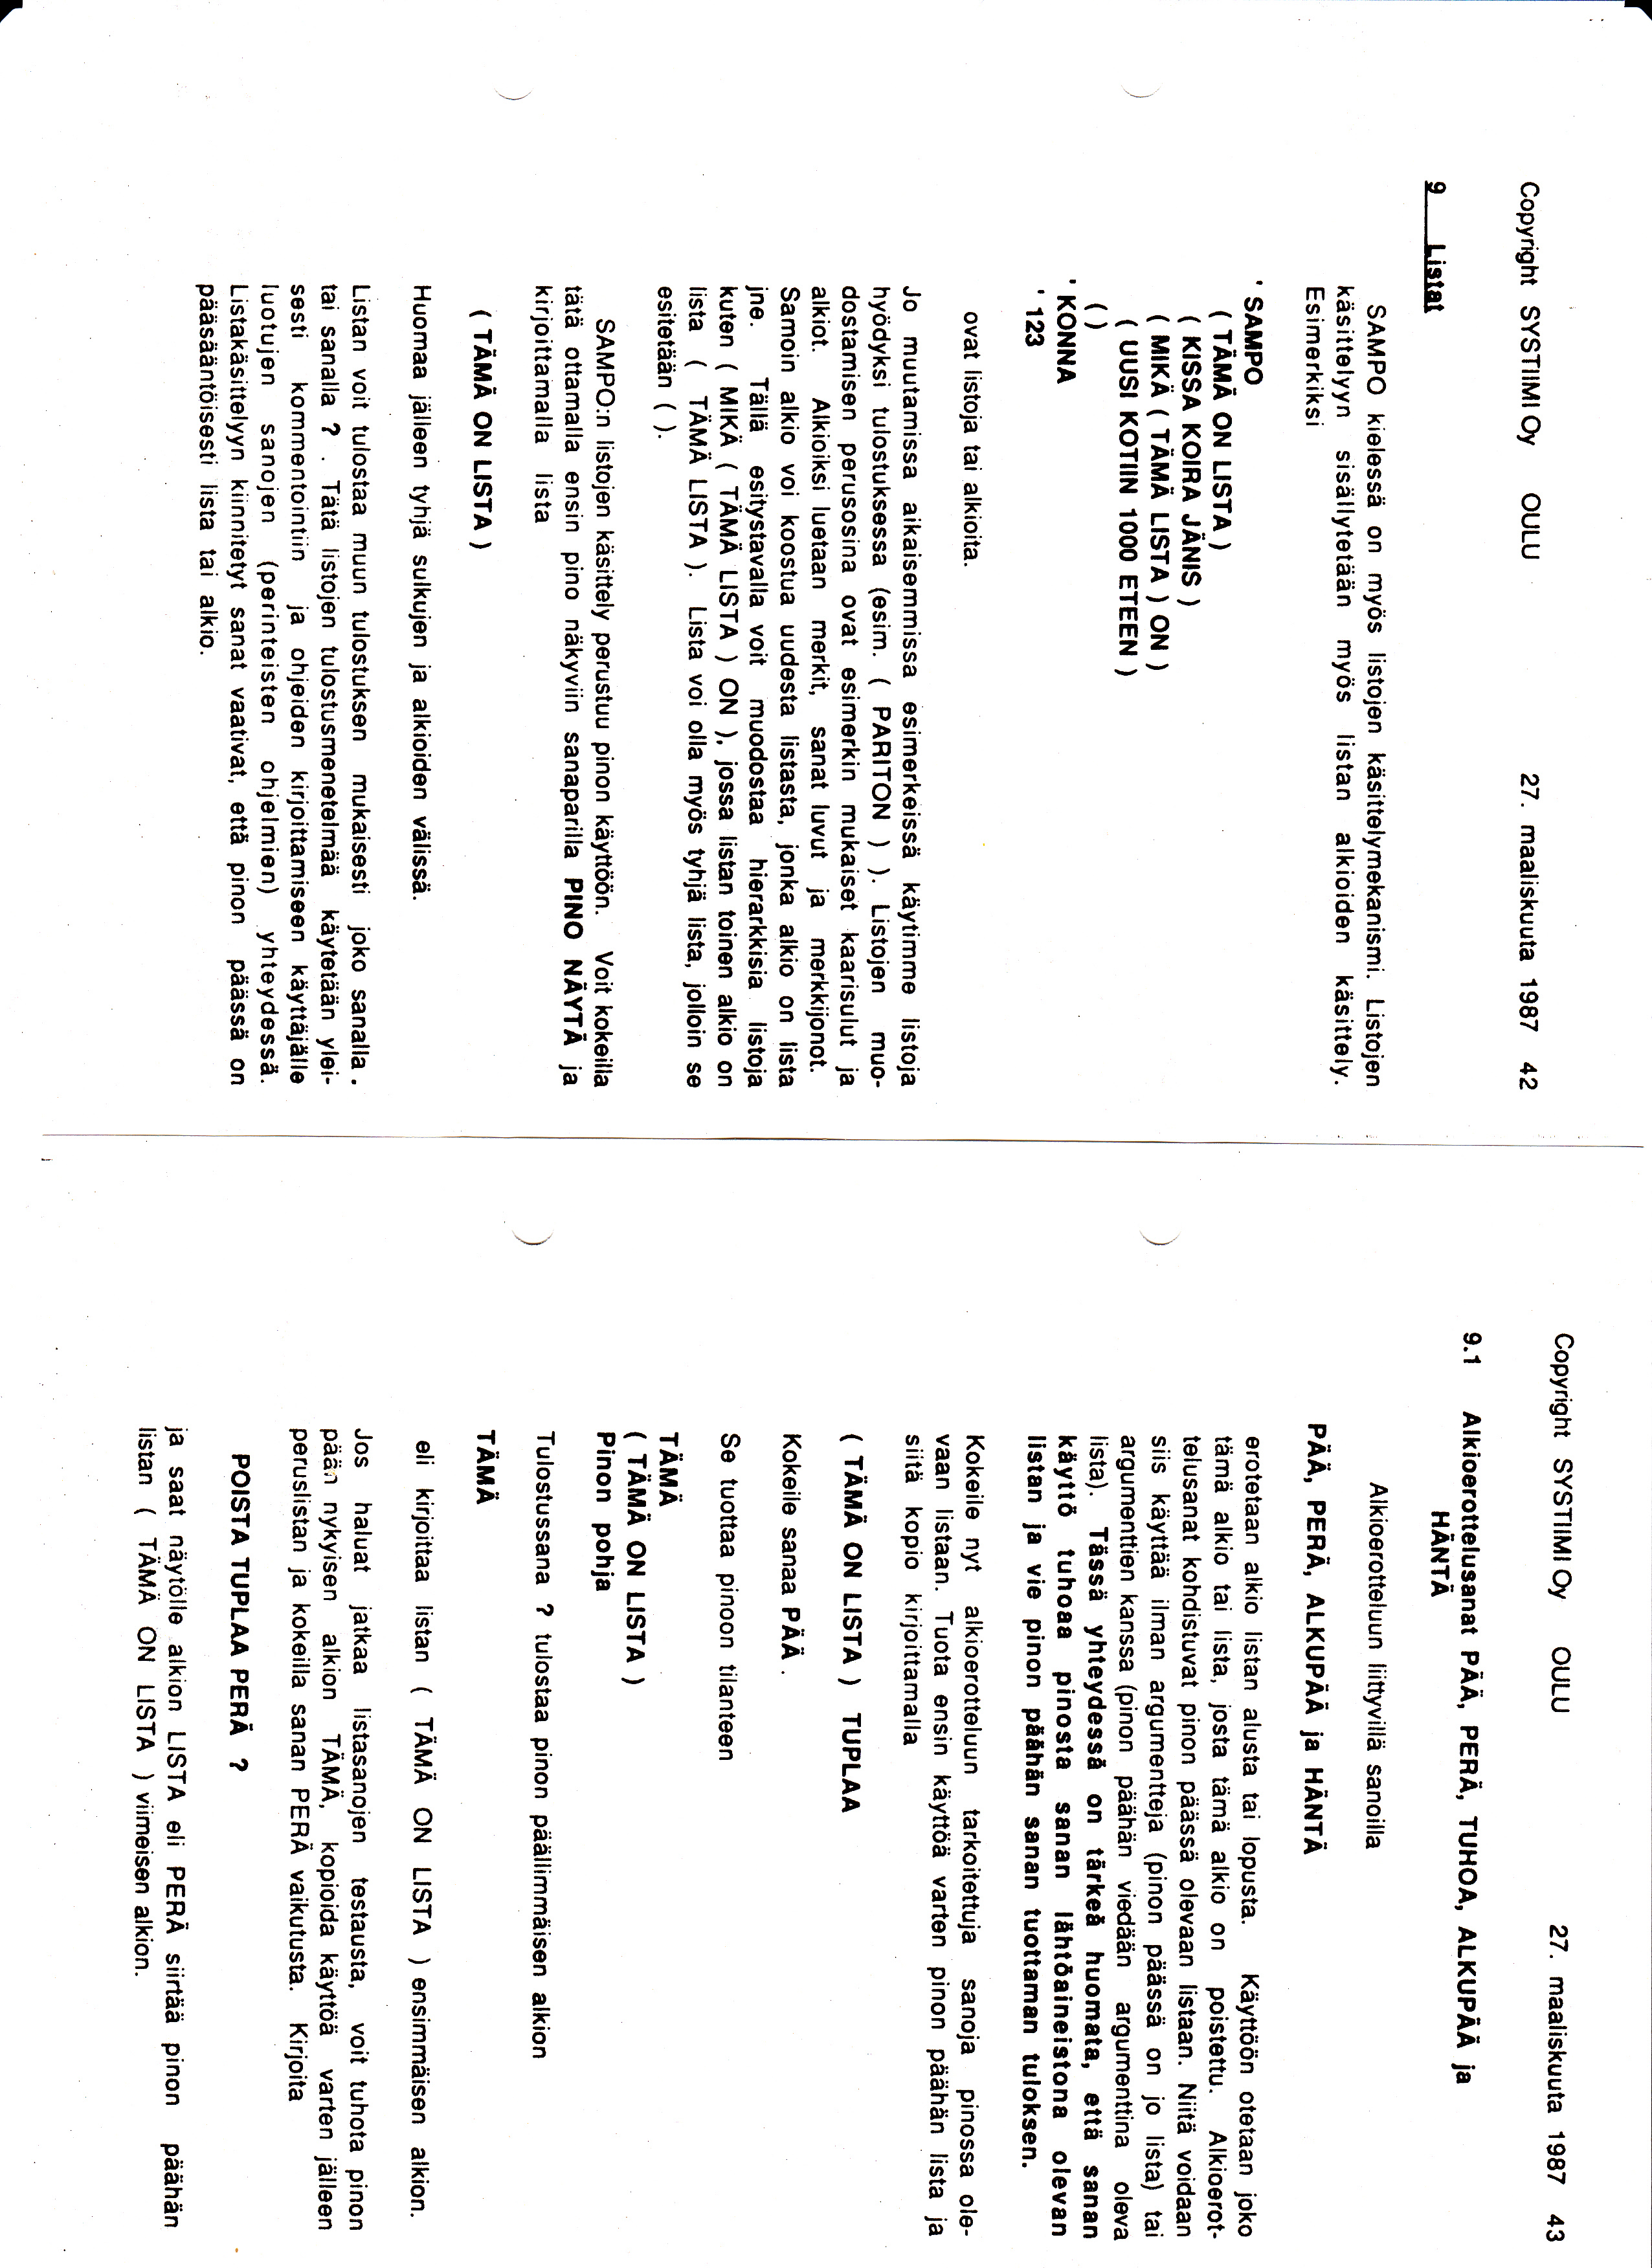 Copyright SYSTIIMI Oy OULU 27. maaliskuuta 1987 42
9 Listat
SAMPO kielessä on myös listojen käsittelymekanismi. Listojen
käsittelyyn sisällytetään myös listan alkioiden käsittely.
Esimerkiksi
' SAMPO
( TÄMÄ ON LISTA )
( KISSA KOIRA JÄNIS )
( MIKÄ ( TÄMÄ LISTA ) ON )
( UUSI KOTIIN 1000 ETEEN )
( )
' KONNA
' 123
ovat listoja tai alkioita.
Jo muutamissa aikaisemmissa esimerkeissä käytimme listoja
hyödyksi tulostuksessa (esim. ( PARITON ) ). Listojen muo-
dostamisen perusosina ovat esimerkin mukaiset kaarisulut ja
alkiot. Alkioiksi luetaan merkit, sanat luvut ja merkkijonot.
Samoin alkio voi koostua uudesta listasta, jonka alkio on lista
jne. Tällä esitystavalla voit muodostaa hierarkkisia listoja
kuten ( MIKÄ ( TÄMÄ LISTA ) ON ), jossa listan toinen alkio on
lista ( TÄMÄ LISTA ). Lista voi olla myös tyhjä lista, jolloin se
esitetään ( ).
SAMPO:n listojen käsittely perustuu pinon käyttöön. Voit kokeilla
tätä ottamalla ensin pino näkyviin sanaparilla PINO NÄYTÄ ja
kirjoittamalla lista
( TÄMÄ ON LISTA )
Huomaa jälleen tyhjä sulkujen ja alkioiden välissä.
Listan voit tulostaa muun tulostuksen mukaisesti joko sanalla .
tai sanalla ? . Tätä listojen tulostusmenetelmää käytetään ylei-
sesti kommentointiin ja ohjeiden kirjoittamiseen käyttäjälle
luotujen sanojen (perinteisten ohjelmien) yhteydessä.
Listakäsittelyyn kiinnitetyt sanat vaativat, että pinon päässä on
pääsääntöisesti lista tai alkio.
Copyright SYSTIIMI Oy OULU 27. maaliskuuta 1987 43
9.1 Alkioerottelusanat PÄÄ, PERÄ, TUHOA, ALKUPÄÄ ja
HÄNTÄ
Alkioerotteluun liittyvillä sanoilla
PÄÄ, PERÄ, ALKUPÄÄ ja HÄNTÄ
erotetaan alkio listan alusta tai lopusta. Käyttöön otetaan joko
tämä alkio tai lista, josta tämä alkio on poistettu. Alkioerot-
telusanat kohdistuvat pinon päässä olevaan listaan. Niitä voidaan
siis käyttää ilman argumentteja (pinon päässä on jo lista) tai
argumenttien kanssa (pinon päähän viedään argumenttina oleva
lista). Tässä yhteydessä on tärkeä huomata, että sanan
käyttö tuhoaa pinosta sanan lähtöaineistona olevan
listan ja vie pinon päähän sanan tuottaman tuloksen.
Kokeile nyt alkioerotteluun tarkoitettuja sanoja pinossa ole-
vaan listaan. Tuota ensin käyttöä varten pinon päähän lista ja
siitä kopio kirjoittamalla
( TÄMÄ ON LISTA ) TUPLAA
Kokeile sanaa PÄÄ .
Se tuottaa pinoon tilanteen
TÄMÄ
( TÄMÄ ON LISTA )
Pinon pohja
Tulostussana ? tulostaa pinon päällimmäisen alkion
TÄMÄ
eli kirjoittaa listan ( TÄMÄ ON LISTA ) ensimmäisen alkion.
Jos haluat jatkaa listasanojen testausta, voit tuhota pinon
pään nykyisen alkion TÄMÄ, kopioida käyttöä varten jälleen
peruslistan ja kokeilla sanan PERÄ vaikutusta. Kirjoita
POISTA TUPLAA PERÄ ?
ja saat näytölle alkion LISTA eli PERÄ siirtää pinon päähän
listan ( TÄMÄ ON LISTA ) viimeisen alkion.